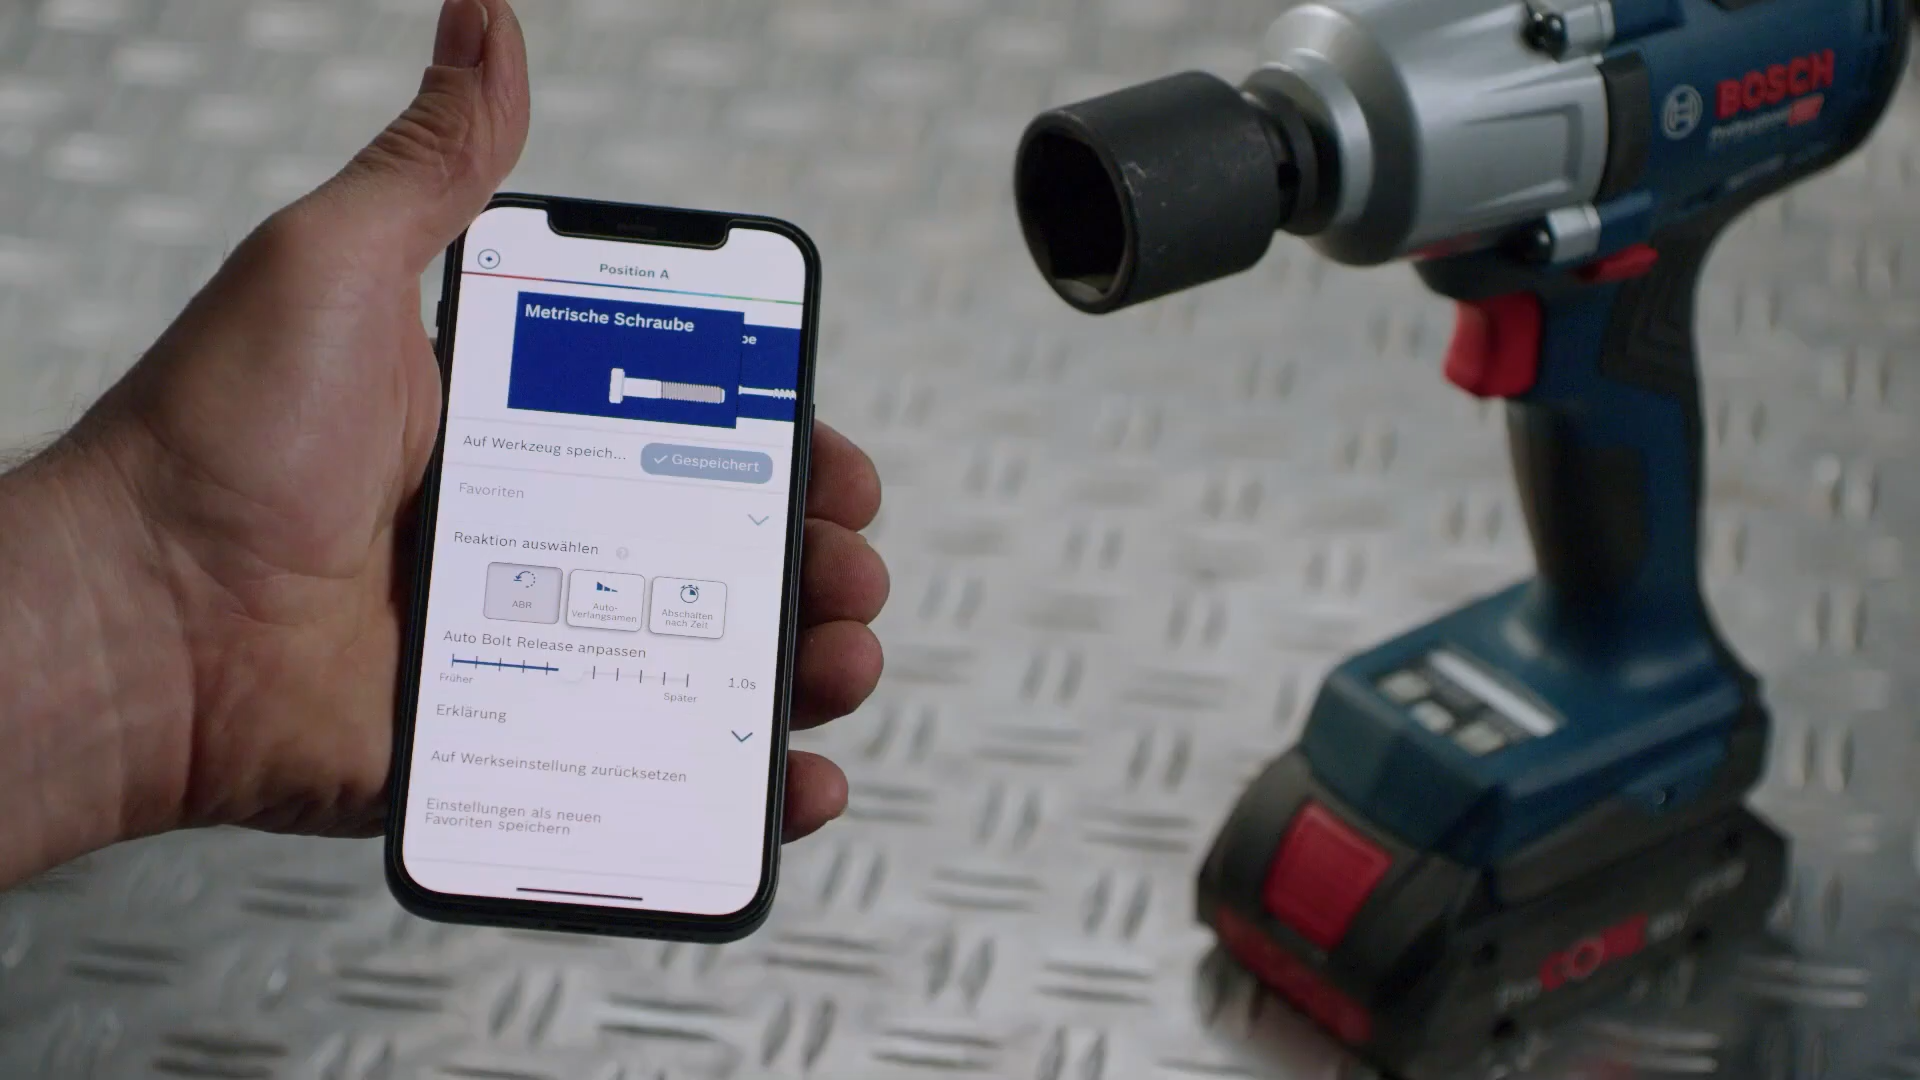 Position A
Metrische Schraube
be
Auf Werkzeug speich...
Gespeichert
Favoriten
Reaktion auswählen
ABR
Auto-
Verlangsamen
Abschalten
nach Zeit
Auto Bolt Release anpassen
Früher
Später
1.0s
Erklärung
Auf Werkseinstellung zurücksetzen
Einstellungen als neuen
Favoriten speichern
BOSCH
Professional